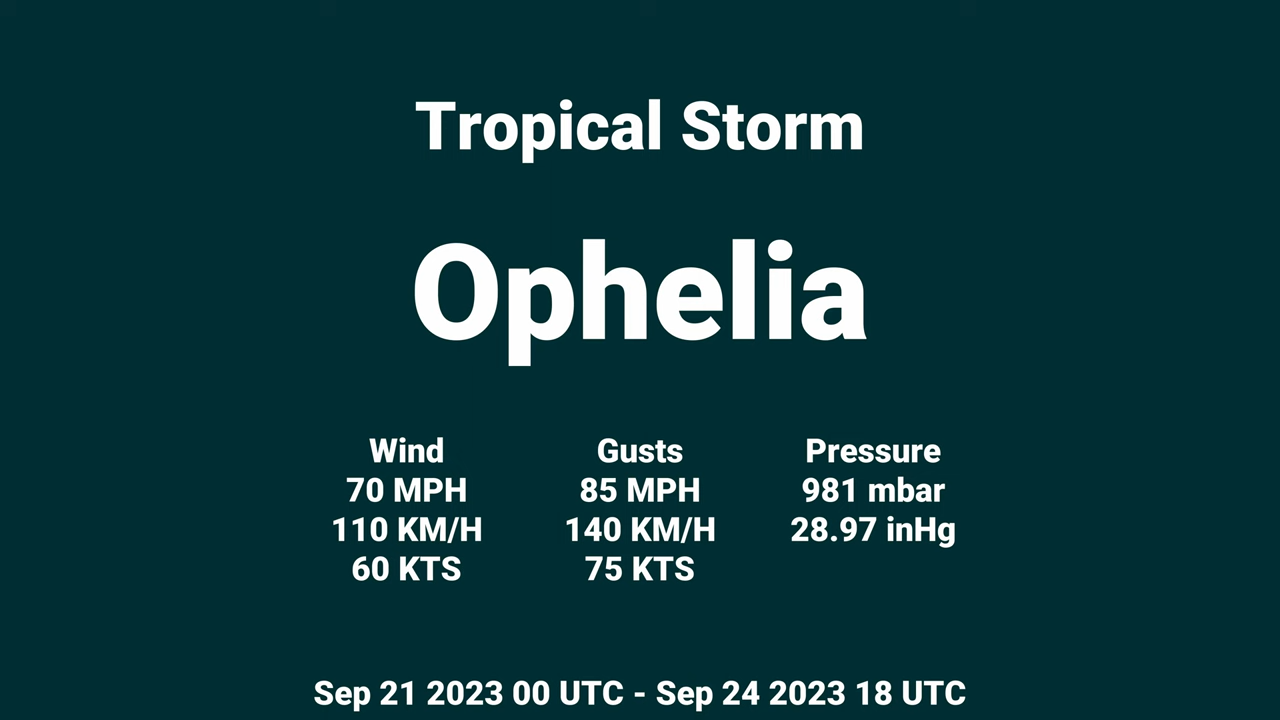 Tropical Storm
Ophelia
Wind
70 MPH
110 KM/H
60 KTS
Gusts
85 MPH
140 KM/H
75 KTS
Pressure
981 mbar
28.97 inHg
Sep 21 2023 00 UTC - Sep 24 2023 18 UTC